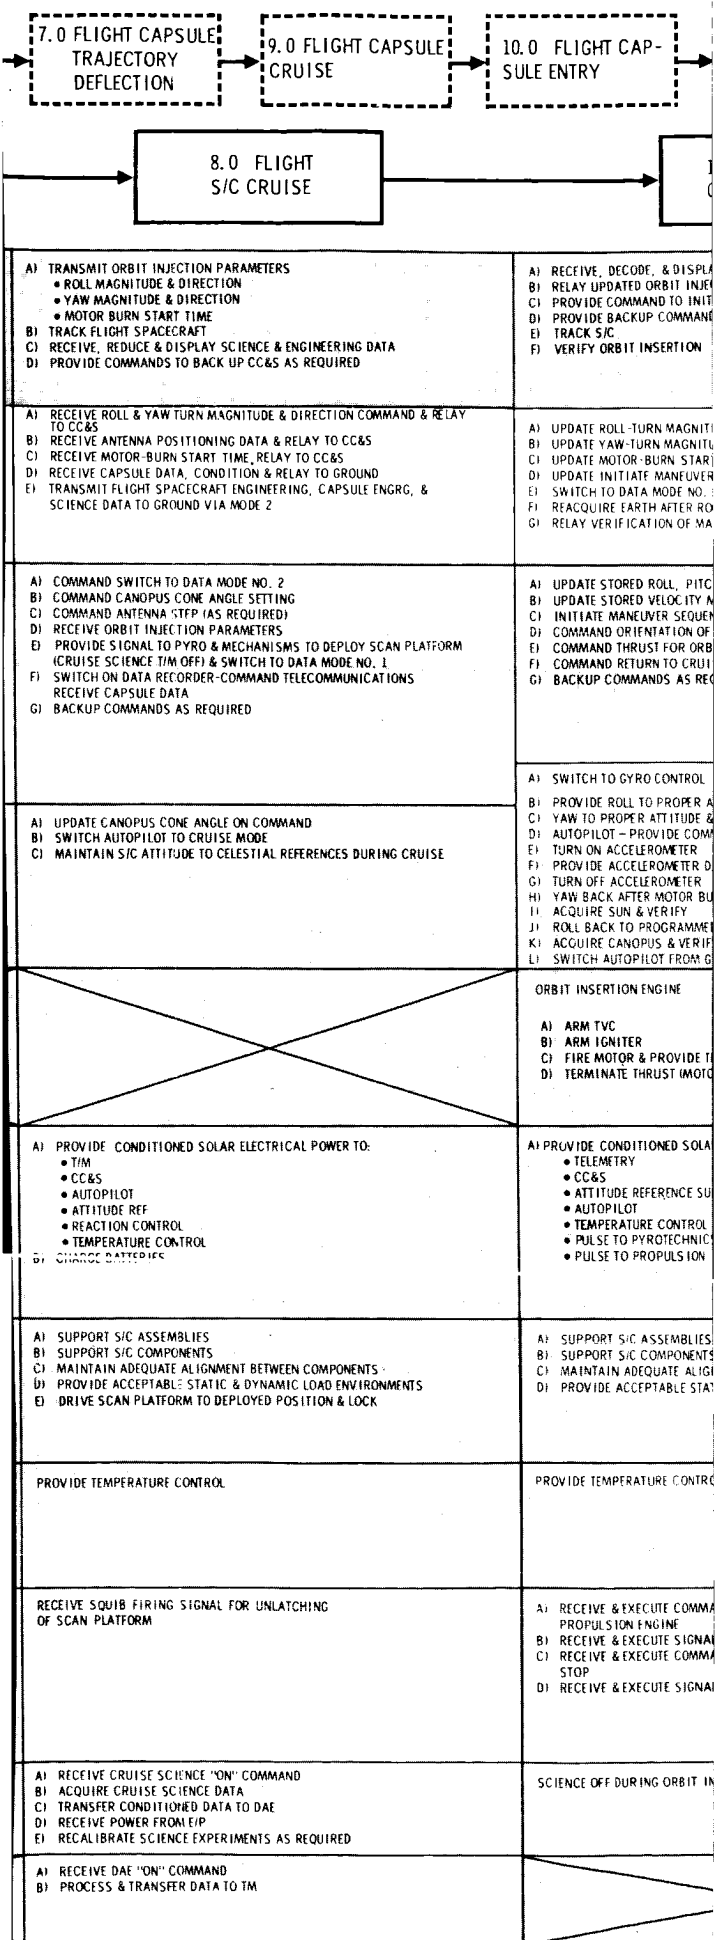 7.0 FLIGHT CAPSULE
TRAJECTORY
DEFLECTION
9.0 FLIGHT CAPSULE
CRUISE
10.0 FLIGHT CAP-
SULE ENTRY
8.0 FLIGHT
S/C CRUISE
A) TRANSMIT ORBIT INJECTION PARAMETERS
• ROLL MAGNITUDE & DIRECTION
• YAW MAGNITUDE & DIRECTION
• MOTOR BURN START TIME
B) TRACK FLIGHT SPACECRAFT
C) RECEIVE, REDUCE & DISPLAY SCIENCE & ENGINEERING DATA
D) PROVIDE COMMANDS TO BACK UP CC&S AS REQUIRED
A) RECEIVE, DECODE, & DISPLA
B) RELAY UPDATED ORBIT INJE
C) PROVIDE COMMAND TO INIT
D) PROVIDE BACKUP COMMAND
E) TRACK S/C
F) VERIFY ORBIT INSERTION
A) RECEIVE ROLL & YAW TURN MAGNITUDE & DIRECTION COMMAND & RELAY
TO CC&S
B) RECEIVE ANTENNA POSITIONING DATA & RELAY TO CC&S
C) RECEIVE MOTOR-BURN START TIME, RELAY TO CC&S
D) RECEIVE CAPSULE DATA, CONDITION & RELAY TO GROUND
E) TRANSMIT FLIGHT SPACECRAFT ENGINEERING, CAPSULE ENGRG, &
SCIENCE DATA TO GROUND VIA MODE 2
A) UPDATE ROLL-TURN MAGNIT
B) UPDATE YAW-TURN MAGNITU
C) UPDATE MOTOR-BURN START
D) UPDATE INITIATE MANEUVER
E) SWITCH TO DATA MODE NO.
F) REACQUIRE EARTH AFTER RO
G) RELAY VERIFICATION OF MA
A) COMMAND SWITCH TO DATA MODE NO. 2
B) COMMAND CANOPUS CONE ANGLE SETTING
C) COMMAND ANTENNA STEP (AS REQUIRED)
D) RECEIVE ORBIT INJECTION PARAMETERS
E) PROVIDE SIGNAL TO PYRO & MECHANISMS TO DEPLOY SCAN PLATFORM
(CRUISE SCIENCE T/M OFF) & SWITCH TO DATA MODE NO. 1
F) SWITCH ON DATA RECORDER-COMMAND TELECOMMUNICATIONS
RECEIVE CAPSULE DATA
G) BACKUP COMMANDS AS REQUIRED
A) UPDATE STORED ROLL, PITC
B) UPDATE STORED VELOCITY M
C) INITIATE MANEUVER SEQUEN
D) COMMAND ORIENTATION OF
E) COMMAND THRUST FOR ORB
F) COMMAND RETURN TO CRUI
G) BACKUP COMMANDS AS REQ
A) UPDATE CANOPUS CONE ANGLE ON COMMAND
B) SWITCH AUTOPILOT TO CRUISE MODE
C) MAINTAIN S/C ATTITUDE TO CELESTIAL REFERENCES DURING CRUISE
A) SWITCH TO GYRO CONTROL
B) PROVIDE ROLL TO PROPER A
C) YAW TO PROPER ATTITUDE &
D) AUTOPILOT – PROVIDE COMM
E) TURN ON ACCELEROMETER
F) PROVIDE ACCELEROMETER D
G) TURN OFF ACCELEROMETER
H) YAW BACK AFTER MOTOR BU
I) ACQUIRE SUN & VERIFY
J) ROLL BACK TO PROGRAMME
K) ACQUIRE CANOPUS & VERIF
L) SWITCH AUTOPILOT FROM G
ORBIT INSERTION ENGINE
A) ARM TVC
B) ARM IGNITER
C) FIRE MOTOR & PROVIDE T
D) TERMINATE THRUST (MOTO
A) PROVIDE CONDITIONED SOLAR ELECTRICAL POWER TO:
• T/M
• CC&S
• AUTOPILOT
• ATTITUDE REF
• REACTION CONTROL
• TEMPERATURE CONTROL
B) CHARGE BATTERIES
A) PROVIDE CONDITIONED SOLA
• TELEMETRY
• CC&S
• ATTITUDE REFERENCE SU
• AUTOPILOT
• TEMPERATURE CONTROL
• PULSE TO PYROTECHNIC
• PULSE TO PROPULSION
A) SUPPORT S/C ASSEMBLIES
B) SUPPORT S/C COMPONENTS
C) MAINTAIN ADEQUATE ALIGNMENT BETWEEN COMPONENTS
D) PROVIDE ACCEPTABLE STATIC & DYNAMIC LOAD ENVIRONMENTS
E) DRIVE SCAN PLATFORM TO DEPLOYED POSITION & LOCK
A) SUPPORT S/C ASSEMBLIES
B) SUPPORT S/C COMPONENTS
C) MAINTAIN ADEQUATE ALIG
D) PROVIDE ACCEPTABLE STAT
PROVIDE TEMPERATURE CONTROL
PROVIDE TEMPERATURE CONTRO
RECEIVE SQUIB FIRING SIGNAL FOR UNLATCHING
OF SCAN PLATFORM
A) RECEIVE & EXECUTE COMMA
PROPULSION ENGINE
B) RECEIVE & EXECUTE SIGNAL
C) RECEIVE & EXECUTE COMMA
STOP
D) RECEIVE & EXECUTE SIGNAL
A) RECEIVE CRUISE SCIENCE "ON" COMMAND
B) ACQUIRE CRUISE SCIENCE DATA
C) TRANSFER CONDITIONED DATA TO DAE
D) RECEIVE POWER FROM E/P
E) RECALIBRATE SCIENCE EXPERIMENTS AS REQUIRED
SCIENCE OFF DURING ORBIT IN
A) RECEIVE DAE "ON" COMMAND
B) PROCESS & TRANSFER DATA TO TM